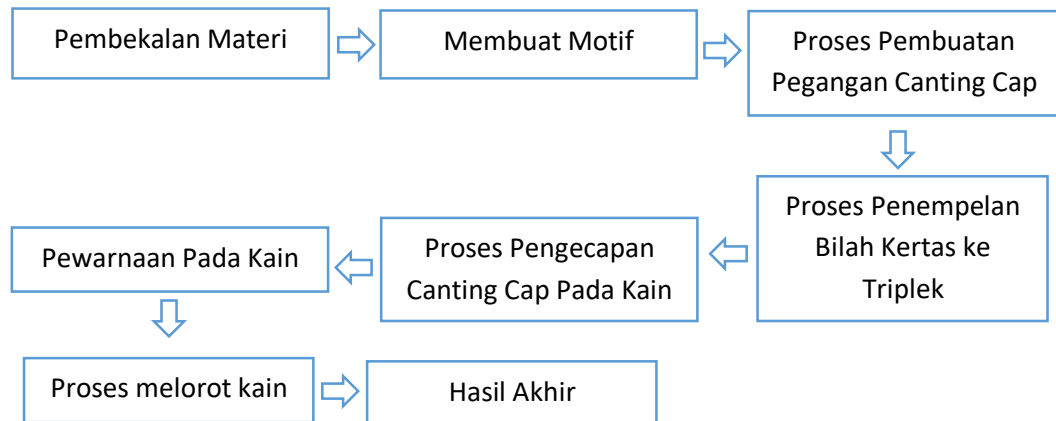 Pembekalan Materi
Membuat Motif
Proses Pembuatan
Pegangan Canting Cap
Proses Penempelan
Bilah Kertas ke
Triplek
Proses Pengecapan
Canting Cap Pada Kain
Pewarnaan Pada Kain
Proses melorot kain
Hasil Akhir